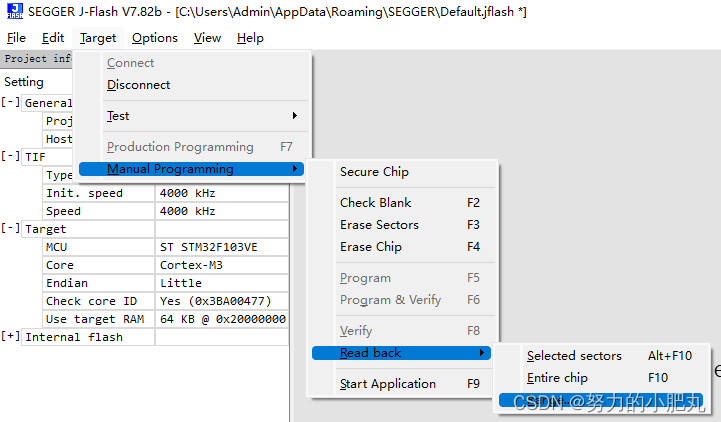 SEGGER J-Flash V7.82b - [C:\Users\Admin\AppData\Roaming\SEGGER\Default.jflash *]
File Edit Target Options View Help
Project inf
Setting
[-] General
Proj
Host
[-] TIF
Type
Init. speed 4000 kHz
Speed 4000 kHz
[-] Target
MCU ST STM32F103VE
Core Cortex-M3
Endian Little
Check core ID Yes (0x3BA00477)
Use target RAM 64 KB @ 0x20000000
[+] Internal flash
Connect
Disconnect
Test
Production Programming F7
Manual Programming
Secure Chip
Check Blank F2
Erase Sectors F3
Erase Chip F4
Program F5
Program & Verify F6
Verify F8
Read back
Start Application F9
Selected sectors Alt+F10
Entire chip F10
CSDN @努力的小肥丸